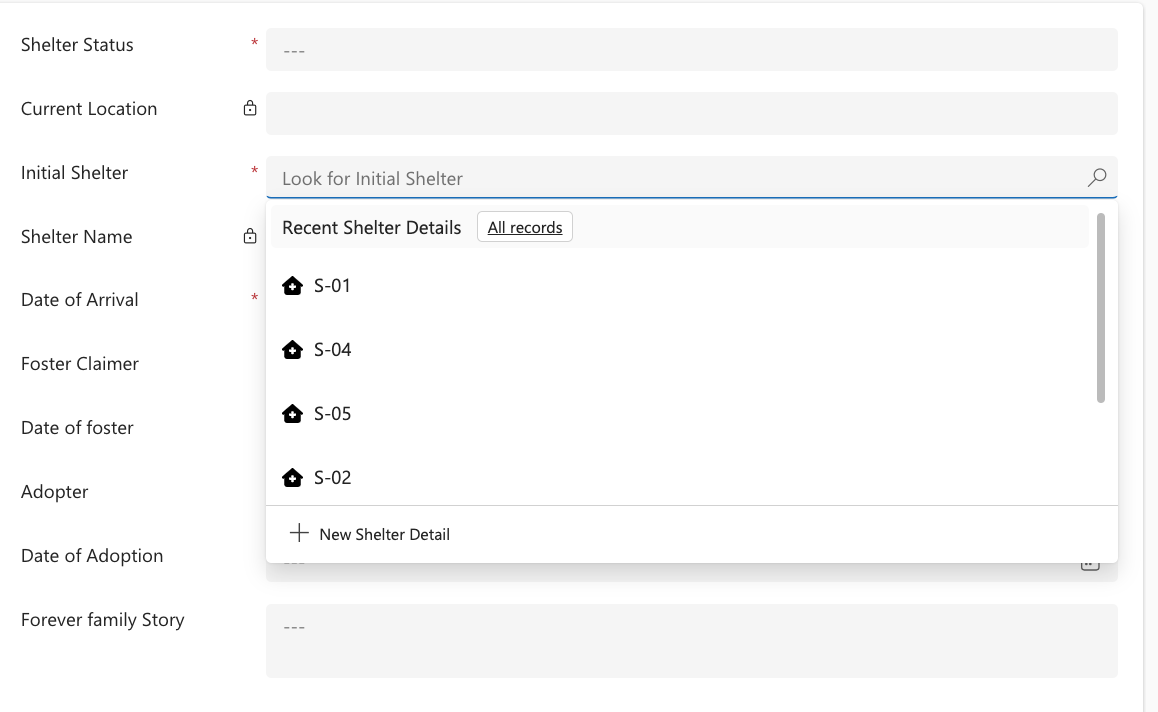 Shelter Status * ---
Current Location
Initial Shelter * Look for Initial Shelter
Recent Shelter Details All records
Shelter Name
S-01
Date of Arrival *
S-04
Foster Claimer
S-05
Date of foster
S-02
Adopter
New Shelter Detail
Date of Adoption ---
Forever family Story ---